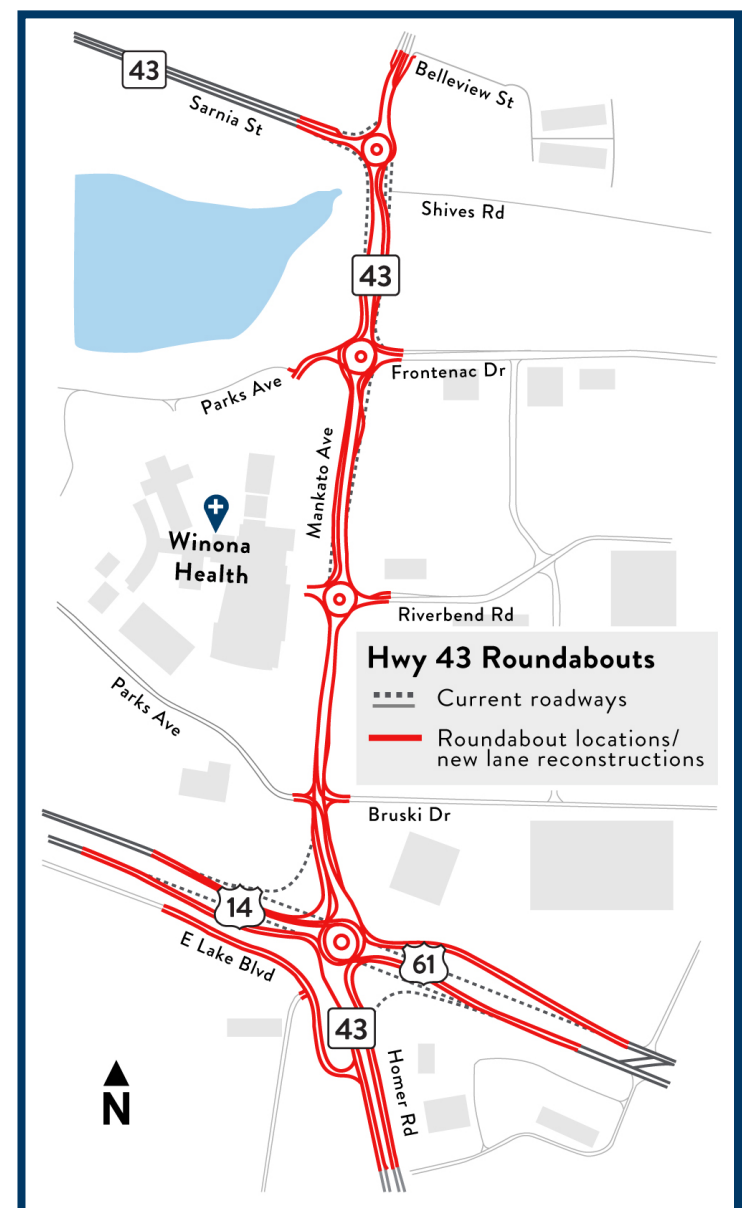 43
Sarnia St
Belleview St
Shives Rd
43
Parks Ave
Frontenac Dr
Mankato Ave
Winona
Health
Riverbend Rd
Hwy 43 Roundabouts
Current roadways
Roundabout locations/
new lane reconstructions
Parks Ave
Bruski Dr
14
E Lake Blvd
61
43
Homer Rd
N